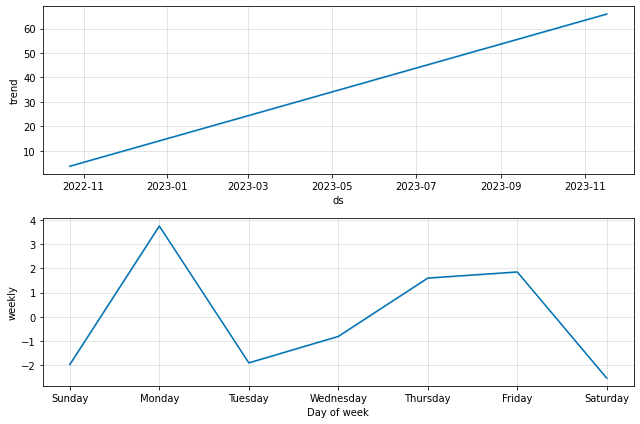 60
50
40
30
20
10
trend
2022-11 2023-01 2023-03 2023-05 2023-07 2023-09 2023-11
ds
4
3
2
1
0
−1
−2
weekly
Sunday Monday Tuesday Wednesday Thursday Friday Saturday
Day of week